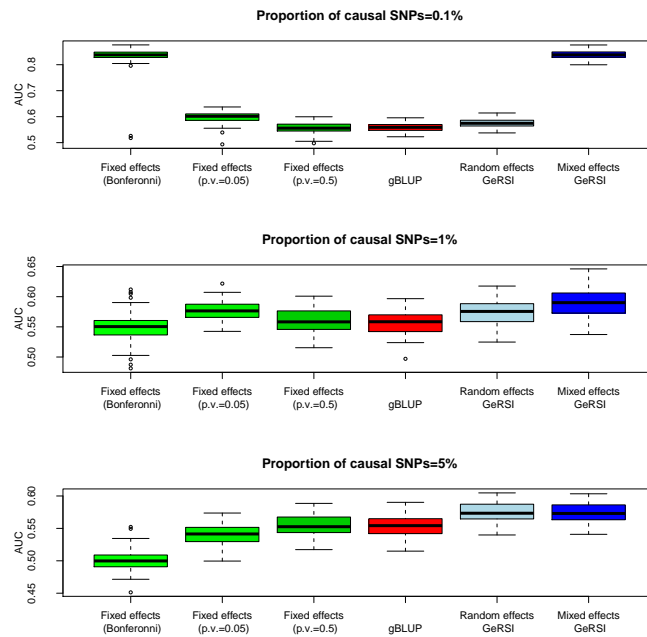 Proportion of causal SNPs=0.1%
AUC
0.8
0.7
0.6
0.5
Fixed effects
(Bonferonni)
Fixed effects
(p.v.=0.05)
Fixed effects
(p.v.=0.5)
gBLUP
Random effects
GeRSI
Mixed effects
GeRSI
Proportion of causal SNPs=1%
AUC
0.65
0.60
0.55
0.50
Fixed effects
(Bonferonni)
Fixed effects
(p.v.=0.05)
Fixed effects
(p.v.=0.5)
gBLUP
Random effects
GeRSI
Mixed effects
GeRSI
Proportion of causal SNPs=5%
AUC
0.60
0.55
0.50
0.45
Fixed effects
(Bonferonni)
Fixed effects
(p.v.=0.05)
Fixed effects
(p.v.=0.5)
gBLUP
Random effects
GeRSI
Mixed effects
GeRSI